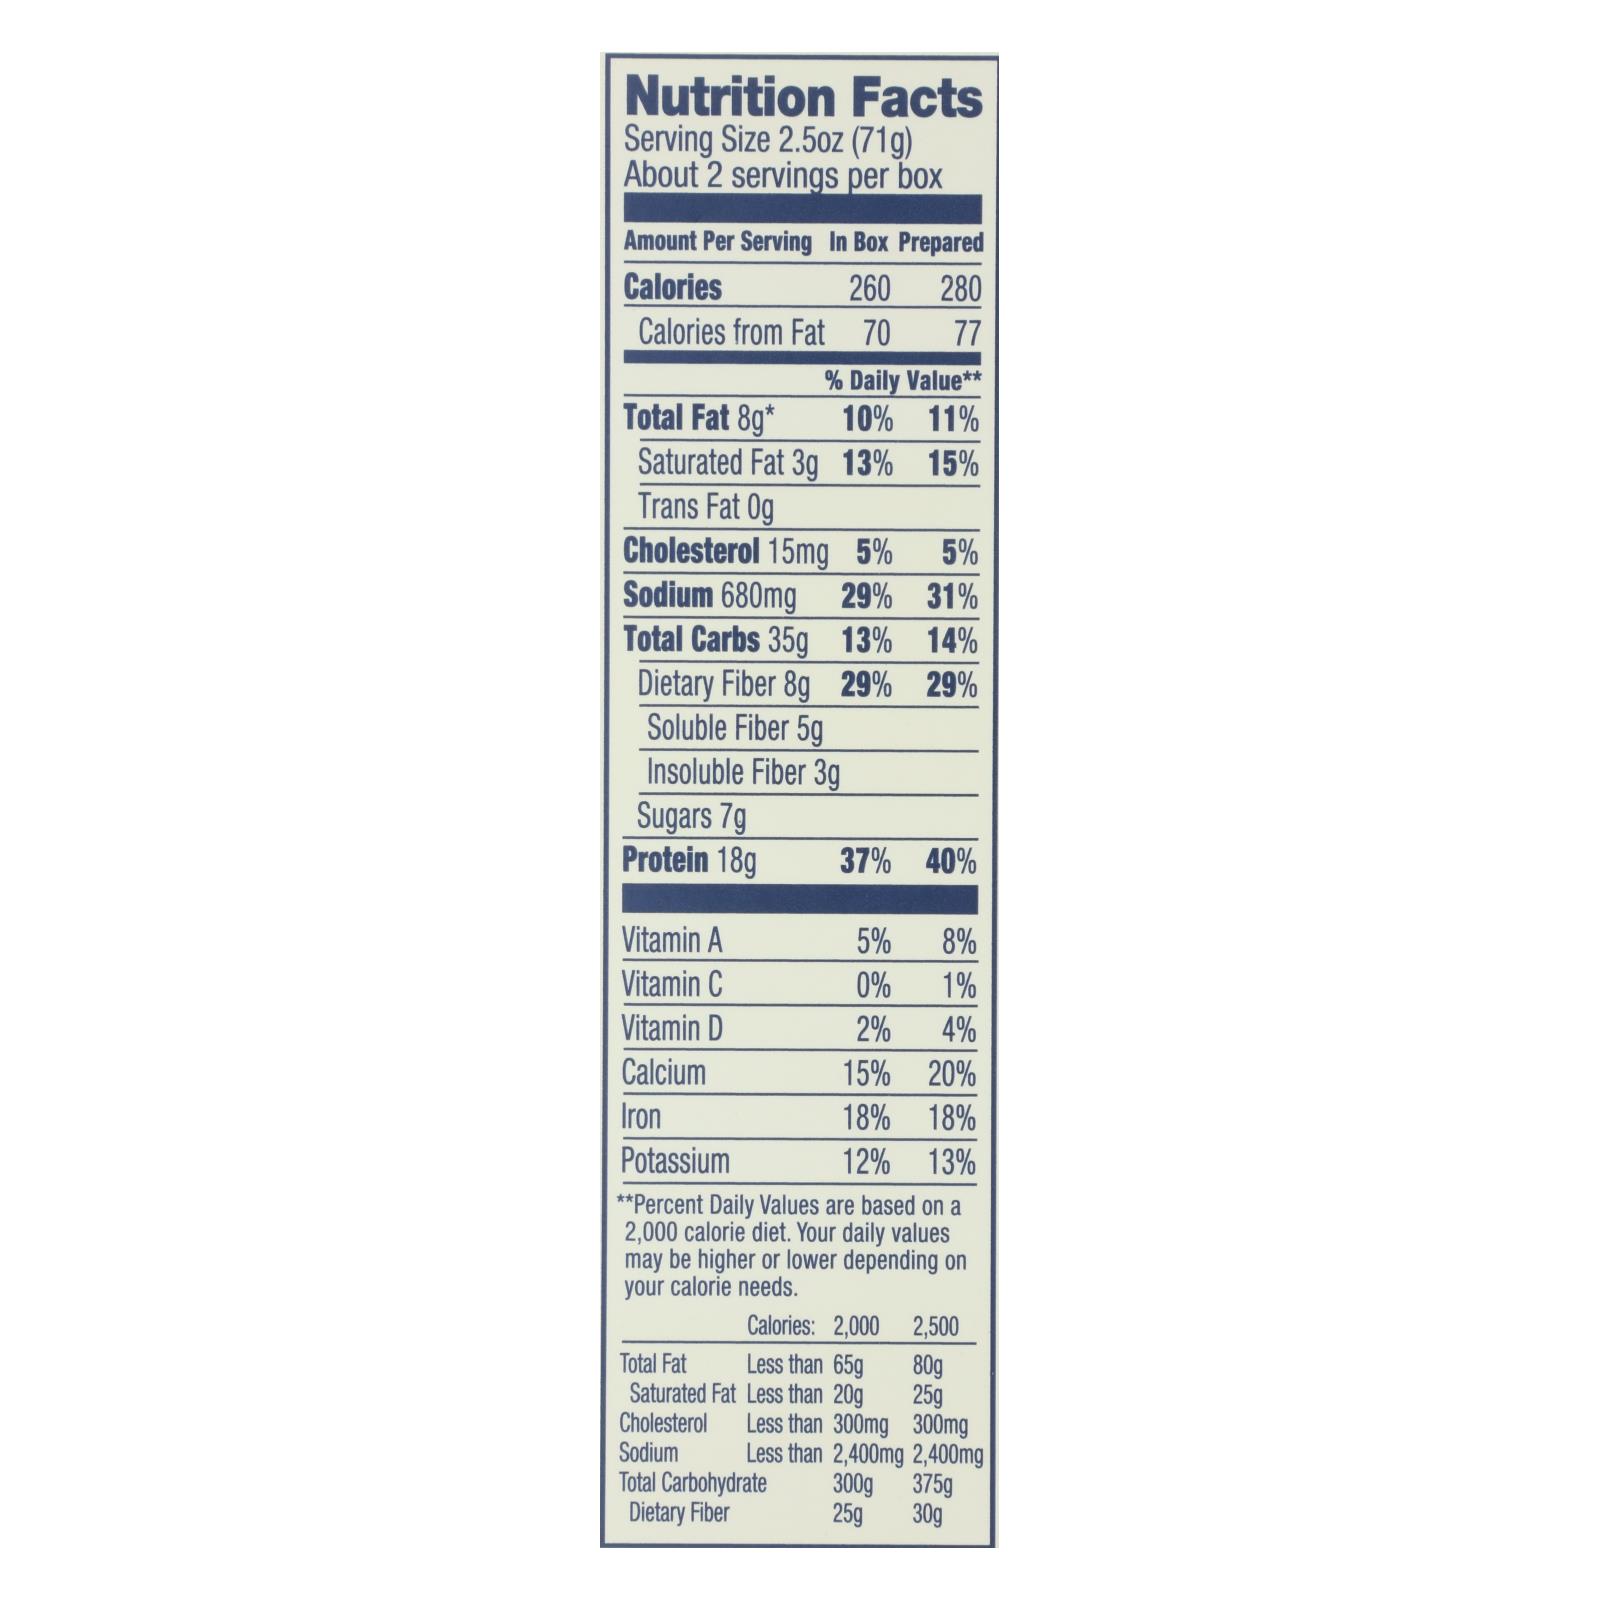 Nutrition Facts
Serving Size 2.5oz (71g)
About 2 servings per box
Amount Per Serving In Box Prepared
Calories 260 280
Calories from Fat 70 77
% Daily Value**
Total Fat 8g* 10% 11%
Saturated Fat 3g 13% 15%
Trans Fat 0g
Cholesterol 15mg 5% 5%
Sodium 680mg 29% 31%
Total Carbs 35g 13% 14%
Dietary Fiber 8g 29% 29%
Soluble Fiber 5g
Insoluble Fiber 3g
Sugars 7g
Protein 18g 37% 40%
Vitamin A 5% 8%
Vitamin C 0% 1%
Vitamin D 2% 4%
Calcium 15% 20%
Iron 18% 18%
Potassium 12% 13%
**Percent Daily Values are based on a
2,000 calorie diet. Your daily values
may be higher or lower depending on
your calorie needs.
Calories: 2,000 2,500
Total Fat Less than 65g 80g
Saturated Fat Less than 20g 25g
Cholesterol Less than 300mg 300mg
Sodium Less than 2,400mg 2,400mg
Total Carbohydrate 300g 375g
Dietary Fiber 25g 30g